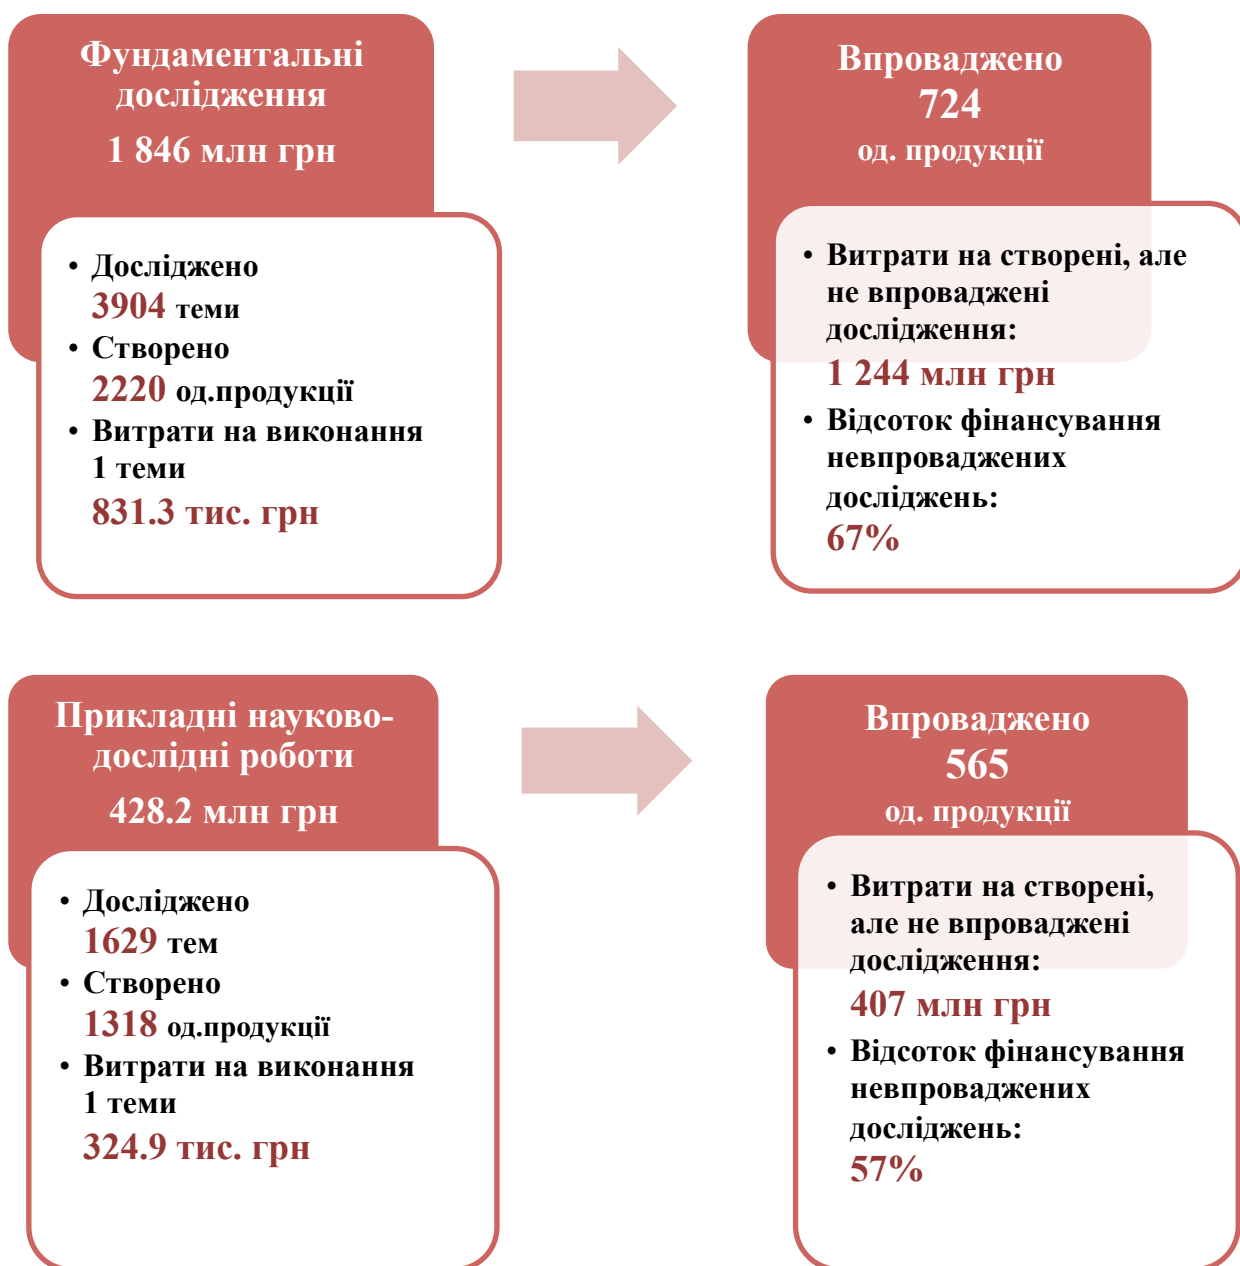 Фундаментальні
дослідження
1 846 млн грн
• Досліджено
3904 теми
• Створено
2220 од.продукції
• Витрати на виконання
1 теми
831.3 тис. грн
Впроваджено
724
од. продукції
• Витрати на створені, але
не впроваджені
дослідження:
1 244 млн грн
• Відсоток фінансування
невпроваджених
досліджень:
67%
Прикладні науково-
дослідні роботи
428.2 млн грн
• Досліджено
1629 тем
• Створено
1318 од.продукції
• Витрати на виконання
1 теми
324.9 тис. грн
Впроваджено
565
од. продукції
• Витрати на створені,
але не впроваджені
дослідження:
407 млн грн
• Відсоток фінансування
невпроваджених
досліджень:
57%